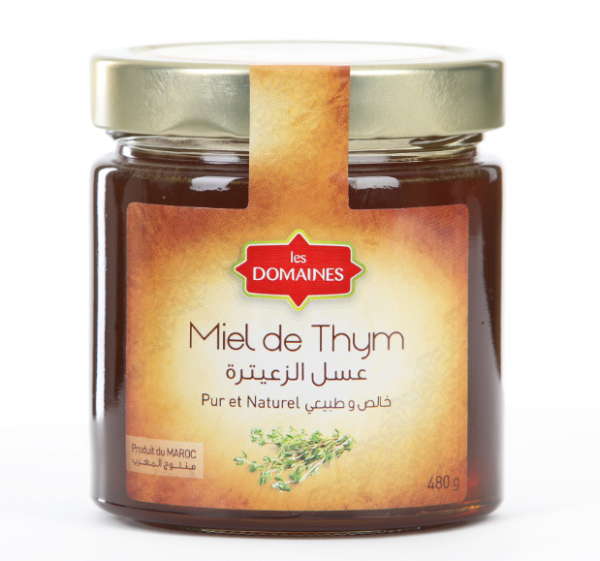 les
DOMAINES
Miel de Thym
عسل الزعيترة
Pur et Naturel خالص و طبيعي
Produit du MAROC
منتوج المغرب
480 g